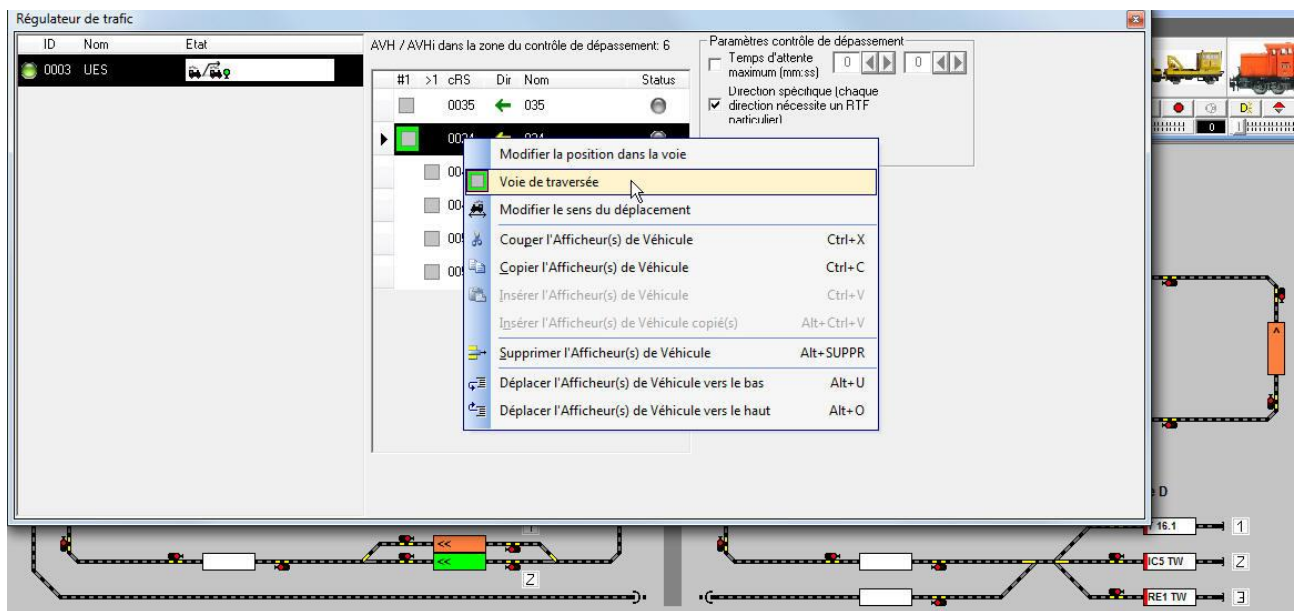 Régulateur de trafic
ID Nom Etat
0003 UES
AVH / AVHi dans la zone du contrôle de dépassement: 6
#1 >1 cRS Dir Nom Status
0035 035
Paramètres contrôle de dépassement
Temps d'attente
maximum (mm:ss) 0 0
Direction spécifique (chaque
direction nécessite un RTF
particulier)
Modifier la position dans la voie
Voie de traversée
Modifier le sens du déplacement
Couper l'Afficheur(s) de Véhicule Ctrl+X
Copier l'Afficheur(s) de Véhicule Ctrl+C
Insérer l'Afficheur(s) de Véhicule Ctrl+V
Insérer l'Afficheur(s) de Véhicule copié(s) Alt+Ctrl+V
Supprimer l'Afficheur(s) de Véhicule Alt+SUPPR
Déplacer l'Afficheur(s) de Véhicule vers le bas Alt+U
Déplacer l'Afficheur(s) de Véhicule vers le haut Alt+O
0
D
16.1 1
<<
<<
IC5 TW 2
2
RE1 TW 3